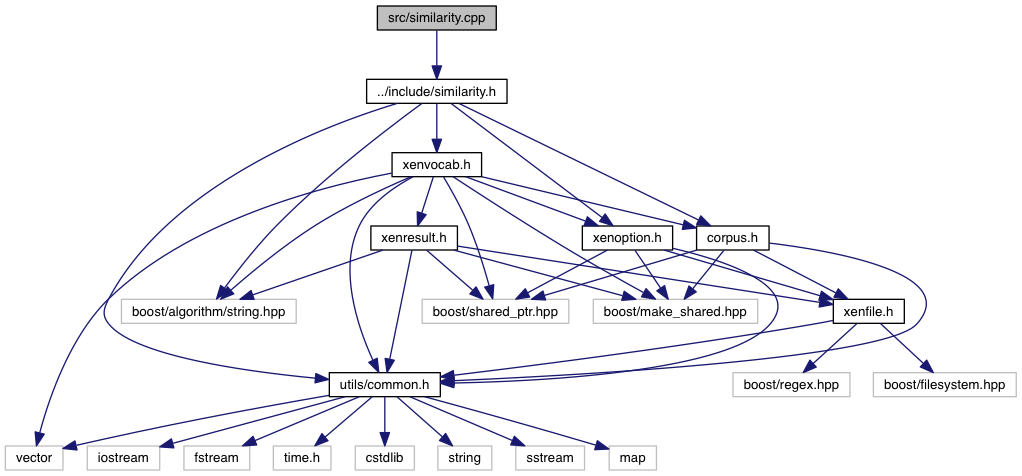 src/similarity.cpp
../include/similarity.h
xenvocab.h
xenresult.h
xenoption.h
corpus.h
boost/algorithm/string.hpp
boost/shared_ptr.hpp
boost/make_shared.hpp
xenfile.h
utils/common.h
boost/regex.hpp
boost/filesystem.hpp
vector
iostream
fstream
time.h
cstdlib
string
sstream
map